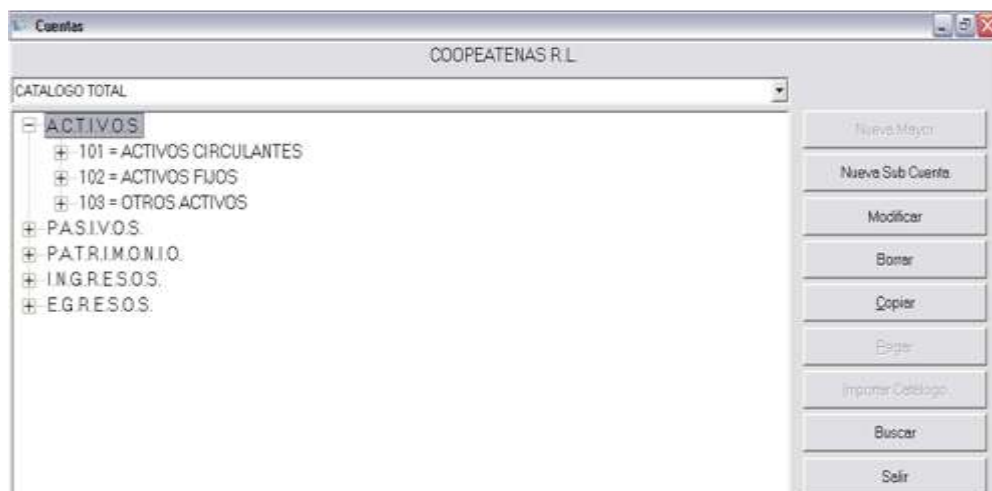 Cuentas
COOPEATENAS R.L.
CATALOGO TOTAL
A.C.T.I.V.O.S.
101 = ACTIVOS CIRCULANTES
102 = ACTIVOS FIJOS
103 = OTROS ACTIVOS
P.A.S.I.V.O.S.
P.A.T.R.I.M.O.N.I.O.
I.N.G.R.E.S.O.S.
E.G.R.E.S.O.S.
Nueva Mayor
Nueva Sub Cuenta
Modificar
Borrar
Copiar
Pegar
Importar Catálogo
Buscar
Salir